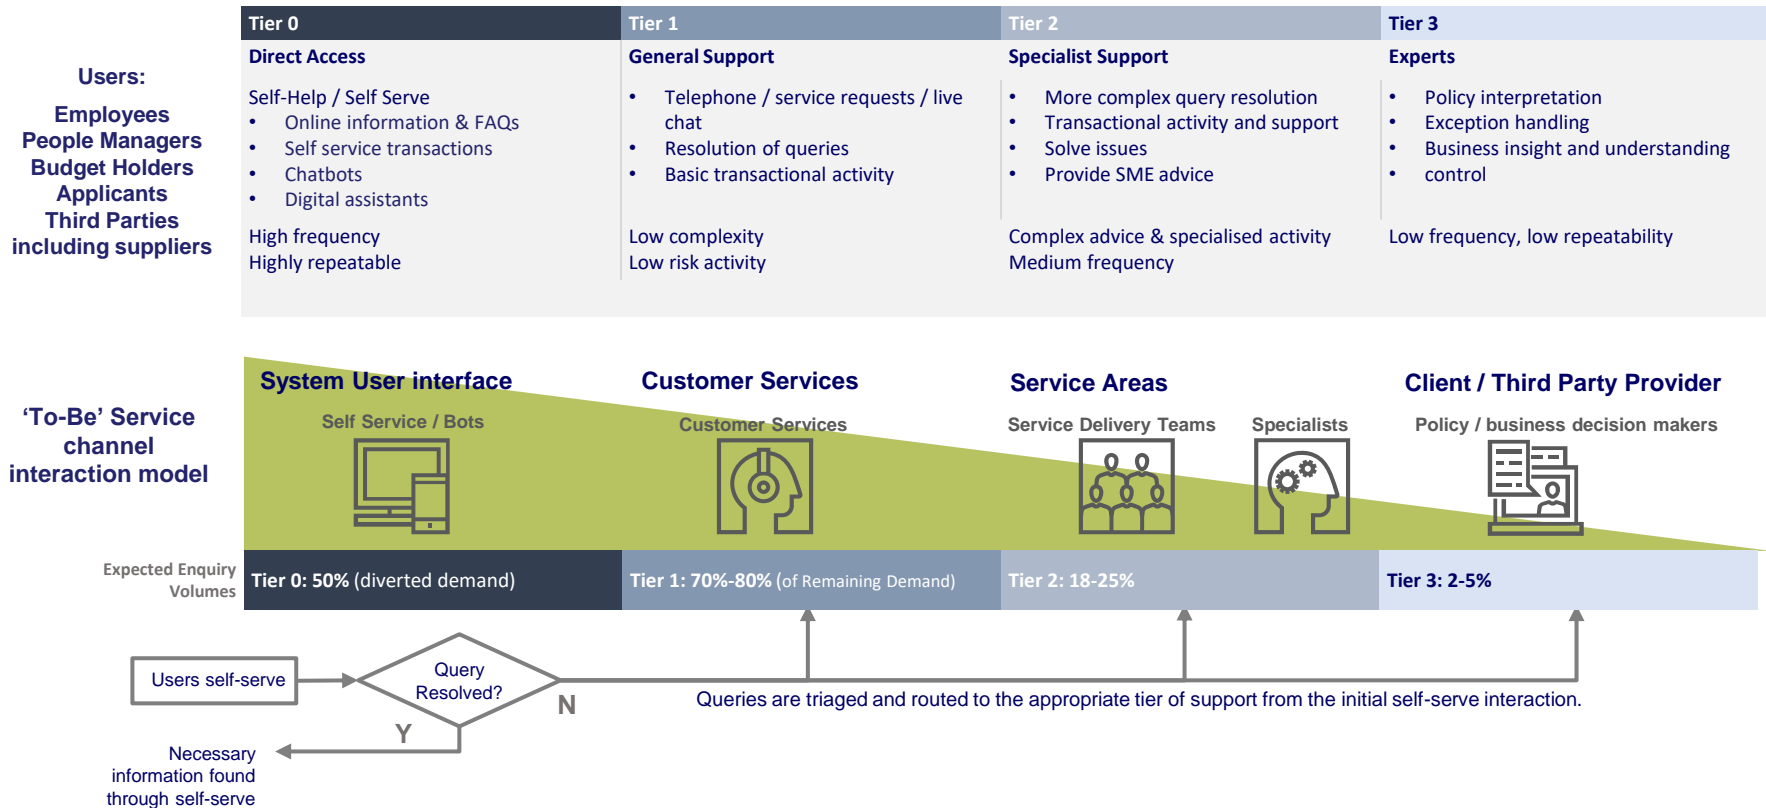 Users:
Employees
People Managers
Budget Holders
Applicants
Third Parties
including suppliers
Tier 0
Direct Access
Self-Help / Self Serve
• Online information & FAQs
• Self service transactions
• Chatbots
• Digital assistants
High frequency
Highly repeatable
Tier 1
General Support
• Telephone / service requests / live
chat
• Resolution of queries
• Basic transactional activity
Low complexity
Low risk activity
Tier 2
Specialist Support
• More complex query resolution
• Transactional activity and support
• Solve issues
• Provide SME advice
Complex advice & specialised activity
Medium frequency
Tier 3
Experts
• Policy interpretation
• Exception handling
• Business insight and understanding
• control
Low frequency, low repeatability
‘To-Be’ Service
channel
interaction model
System User interface
Self Service / Bots
Customer Services
Customer Services
Service Areas
Service Delivery Teams
Specialists
Client / Third Party Provider
Policy / business decision makers
Expected Enquiry
Volumes
Tier 0: 50% (diverted demand)
Tier 1: 70%-80% (of Remaining Demand)
Tier 2: 18-25%
Tier 3: 2-5%
Users self-serve
Query
Resolved?
N
Y
Queries are triaged and routed to the appropriate tier of support from the initial self-serve interaction.
Necessary
information found
through self-serve